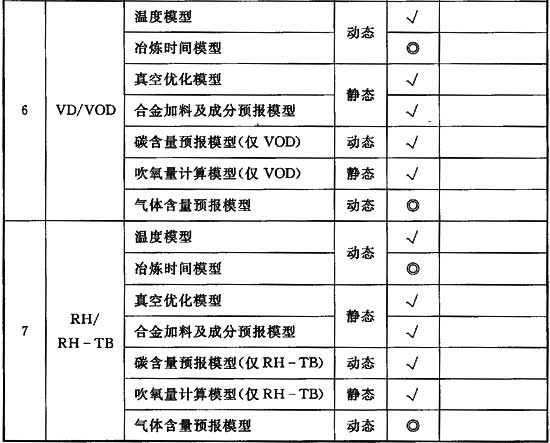 温度模型 动态 √
冶炼时间模型 ◎
真空优化模型 静态 √
6 VD/VOD 合金加料及成分预报模型 √
碳含量预报模型(仅 VOD) 动态 √
吹氧量计算模型(仅 VOD) 静态 √
气体含量预报模型 动态 ◎
温度模型 动态 √
冶炼时间模型 ◎
真空优化模型 静态 √
7 RH/
RH-TB 合金加料及成分预报模型 √
碳含量预报模型(仅 RH-TB) 动态 √
吹氧量计算模型(仅 RH-TB) 静态 √
气体含量预报模型 动态 ◎